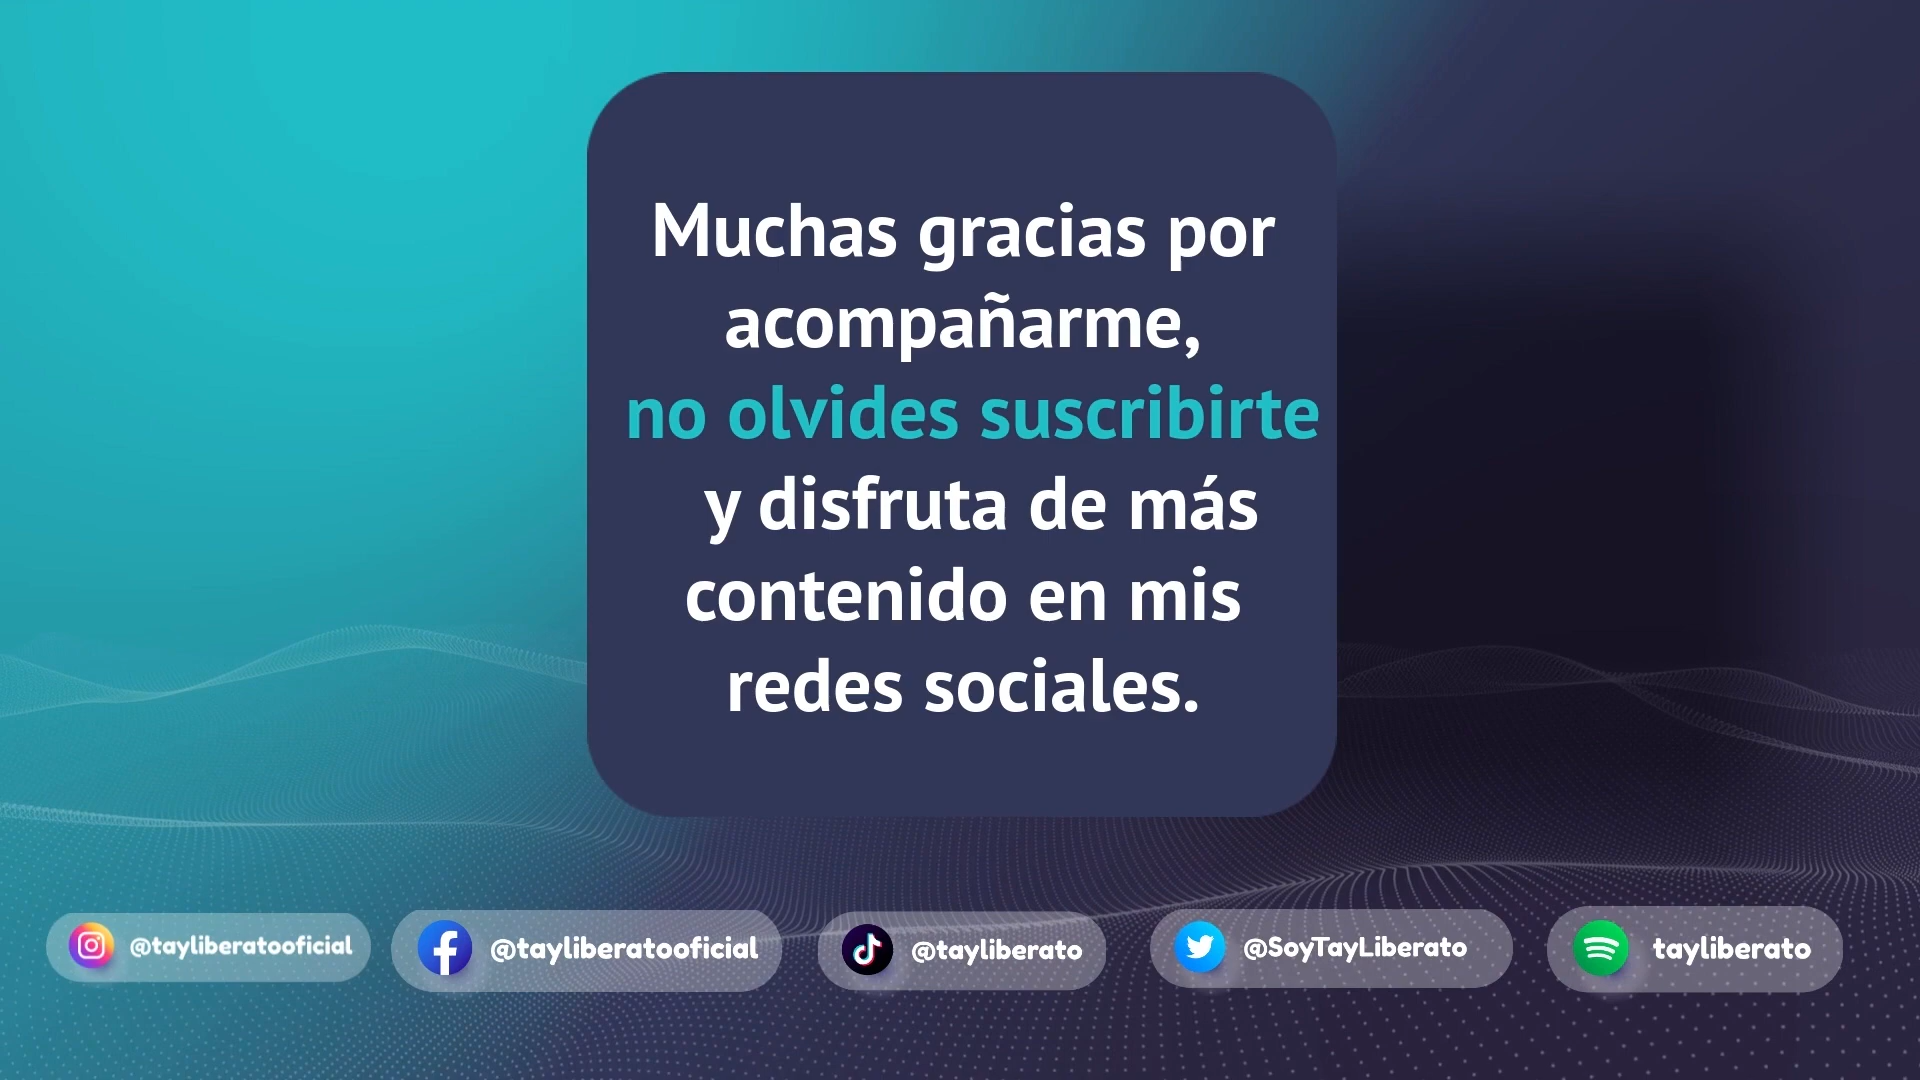 Muchas gracias por
acompañarme,
no olvides suscribirte
y disfruta de más
contenido en mis
redes sociales.
@tayliberatooficial
@tayliberatooficial
@tayliberato
@SoyTayLiberato
tayliberato